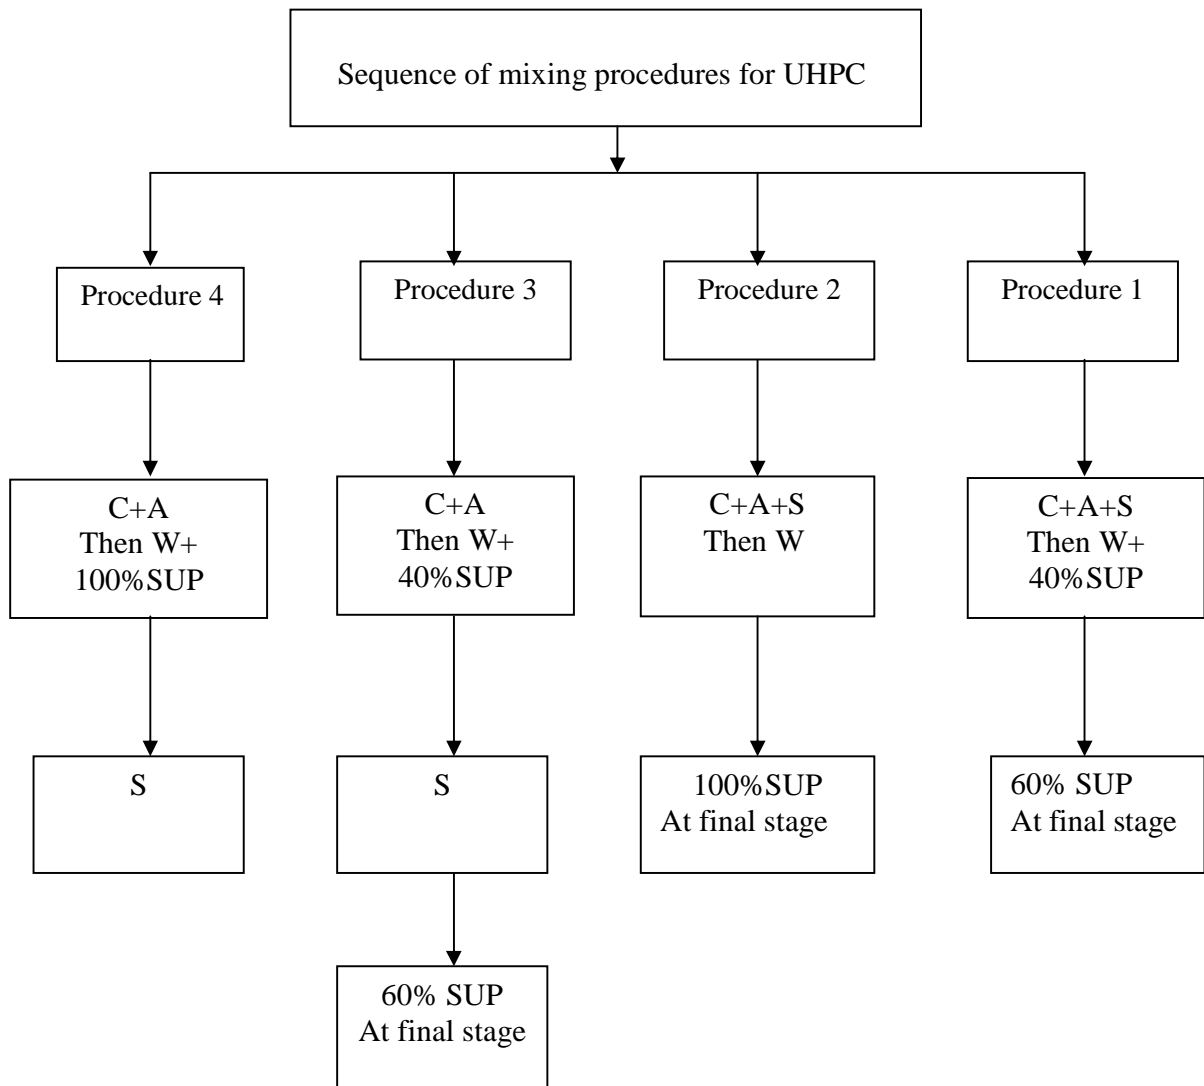 Sequence of mixing procedures for UHPC
Procedure 4
Procedure 3
Procedure 2
Procedure 1
C+A
Then W+
100%SUP
C+A
Then W+
40%SUP
C+A+S
Then W
C+A+S
Then W+
40%SUP
S
S
100%SUP
At final stage
60% SUP
At final stage
60% SUP
At final stage